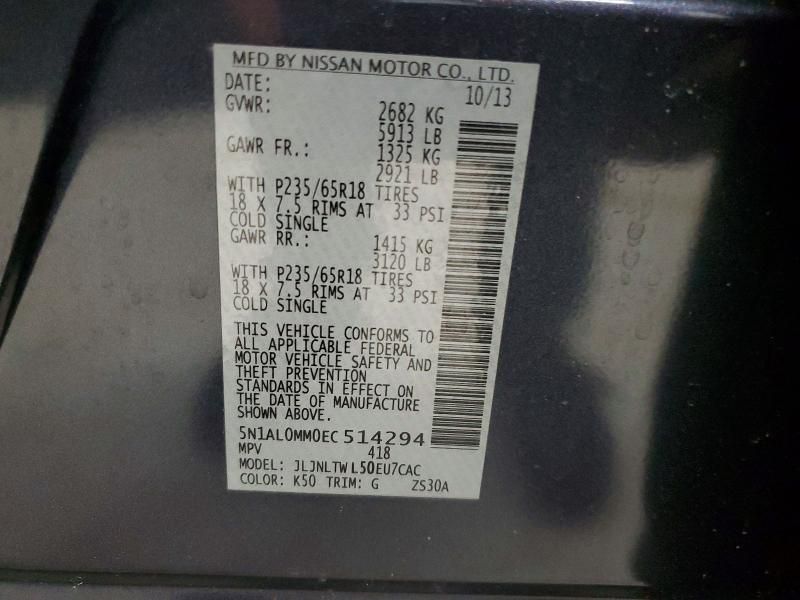 MFD BY NISSAN MOTOR CO., LTD.
DATE: 10/13
GVWR: 2682 KG
5913 LB
GAWR FR.: 1325 KG
2921 LB
WITH P235/65R18 TIRES
18 X 7.5 RIMS AT 33 PSI
COLD SINGLE
GAWR RR.: 1415 KG
3120 LB
WITH P235/65R18 TIRES
18 X 7.5 RIMS AT 33 PSI
COLD SINGLE
THIS VEHICLE CONFORMS TO
ALL APPLICABLE FEDERAL
MOTOR VEHICLE SAFETY AND
THEFT PREVENTION
STANDARDS IN EFFECT ON
THE DATE OF MANUFACTURE
SHOWN ABOVE.
5N1AL0MM0EC 514294
MPV 418
MODEL: JLJNLTW L50EU7CAC
COLOR: K50 TRIM: G ZS30A